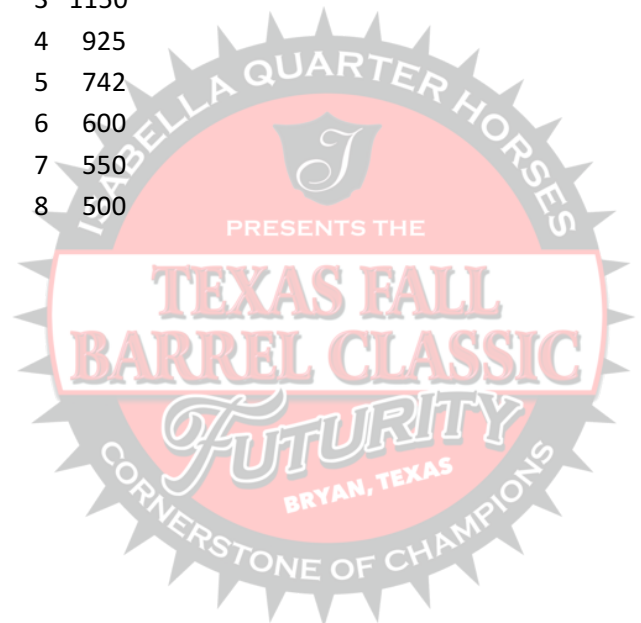 3 1150
4 925
5 742
6 600
7 550
8 500
ISABELLA QUARTER HORSES
J
PRESENTS THE
TEXAS FALL
BARREL CLASSIC
FUTURITY
BRYAN, TEXAS
CORNERSTONE OF CHAMPIONS